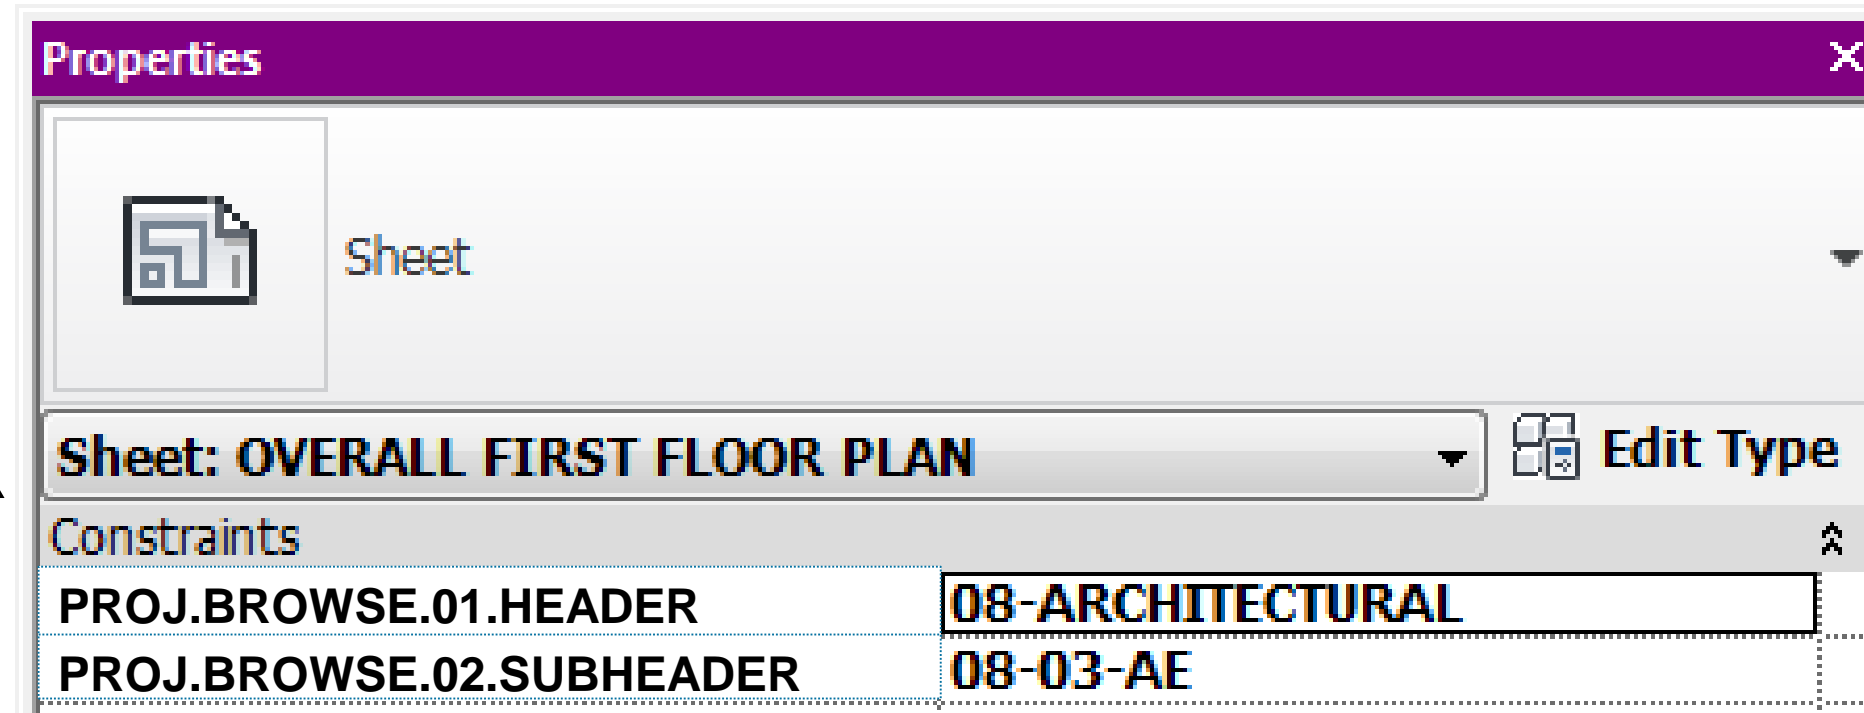 Properties
Sheet
Sheet: OVERALL FIRST FLOOR PLAN Edit Type
Constraints
PROJ.BROWSE.01.HEADER 08-ARCHITECTURAL
PROJ.BROWSE.02.SUBHEADER 08-03-AE